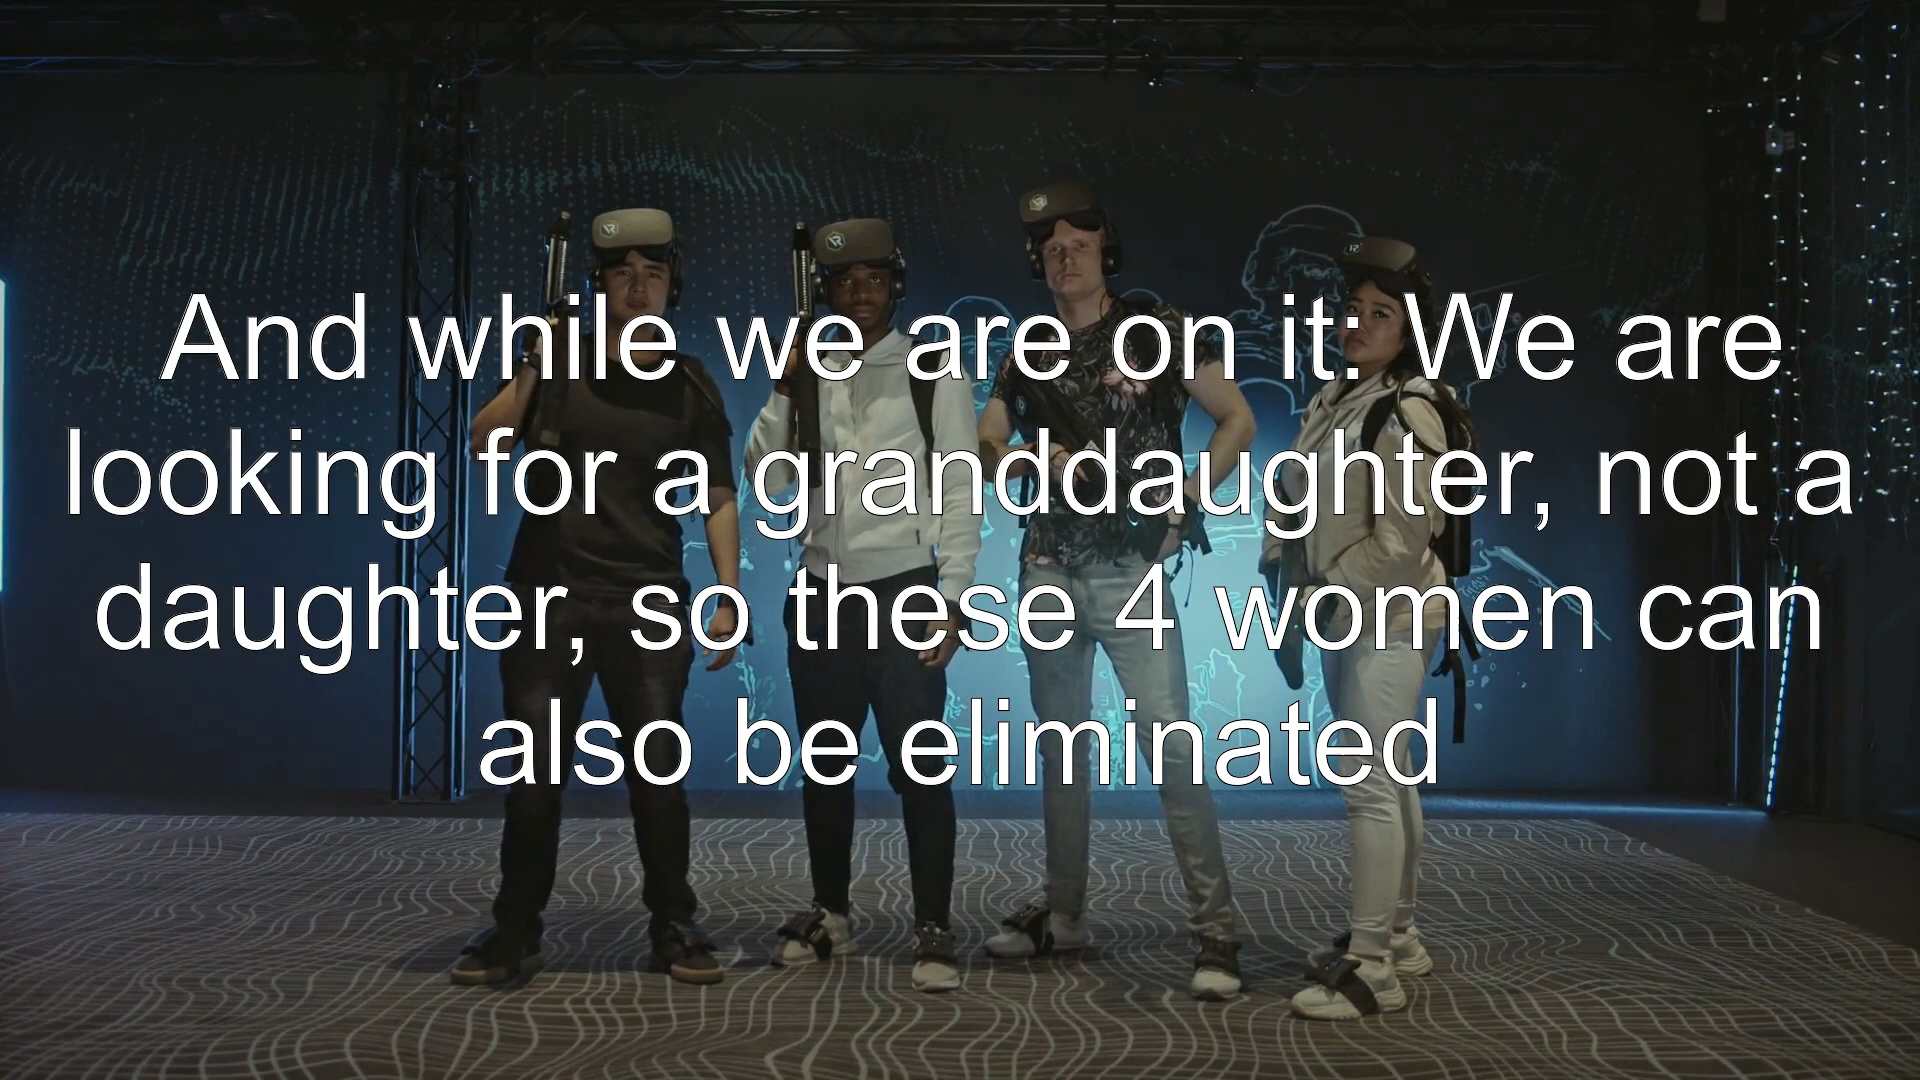 And while we are on it: We are
looking for a granddaughter, not a
daughter, so these 4 women can
also be eliminated